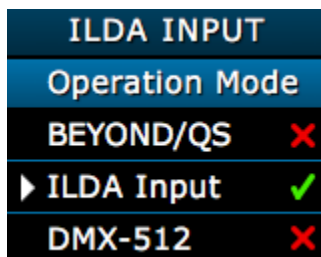 ILDA INPUT
Operation Mode
BEYOND/QS
ILDA Input
DMX-512